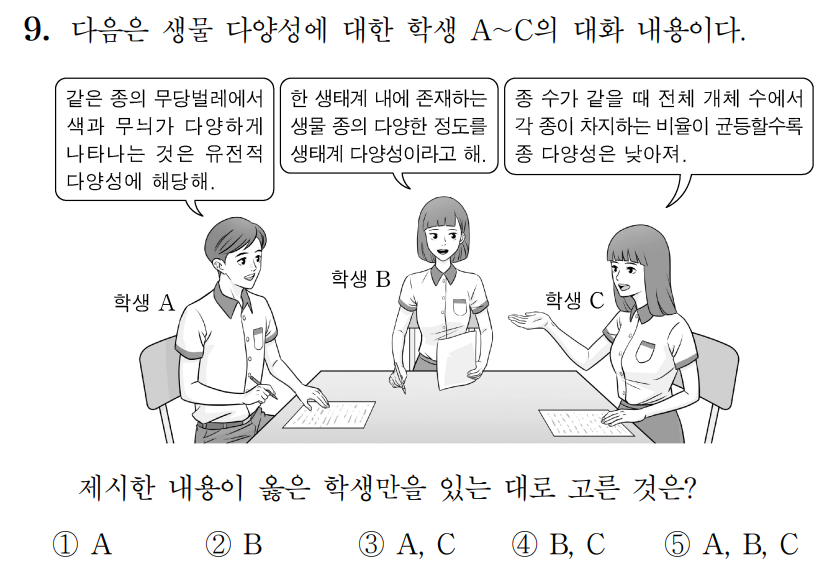 9. 다음은 생물 다양성에 대한 학생 A~C의 대화 내용이다.
같은 종의 무당벌레에서
색과 무늬가 다양하게
나타나는 것은 유전적
다양성에 해당해.
한 생태계 내에 존재하는
생물 종의 다양한 정도를
생태계 다양성이라고 해.
종 수가 같을 때 전체 개체 수에서
각 종이 차지하는 비율이 균등할수록
종 다양성은 낮아져.
학생 A
학생 B
학생 C
제시한 내용이 옳은 학생만을 있는 대로 고른 것은?
① A ② B ③ A, C ④ B, C ⑤ A, B, C